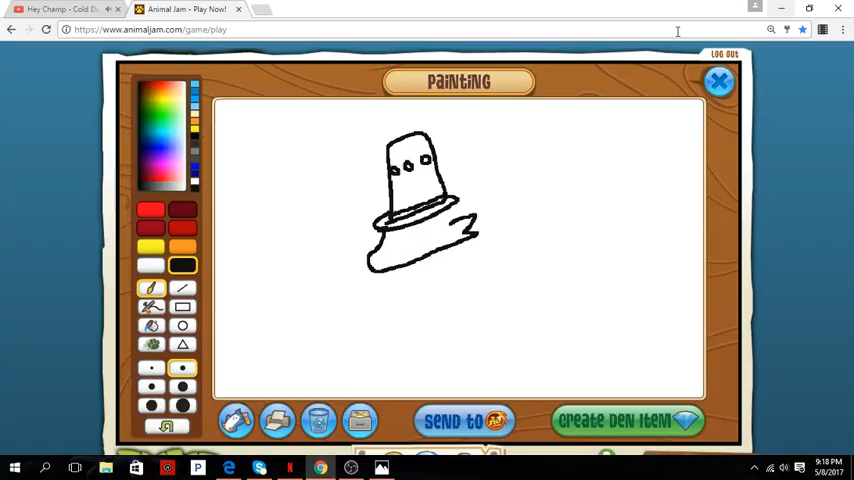 Hey Champ - Cold Du
Animal Jam - Play Now!
https://www.animaljam.com/game/play
LOG OUT
PAINTING
SEND TO
CREATE DEN ITEM
9:18 PM
5/8/2017